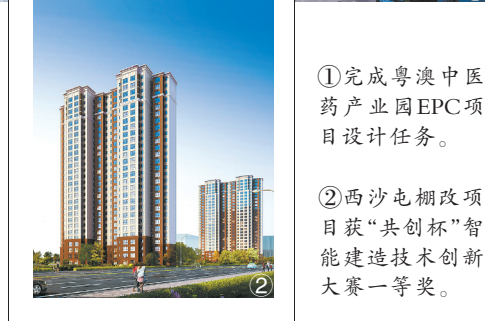 ②
①完成粤澳中医
药产业园EPC项
目设计任务。
②西沙屯棚改项
目获“共创杯”智
能建造技术创新
大赛一等奖。